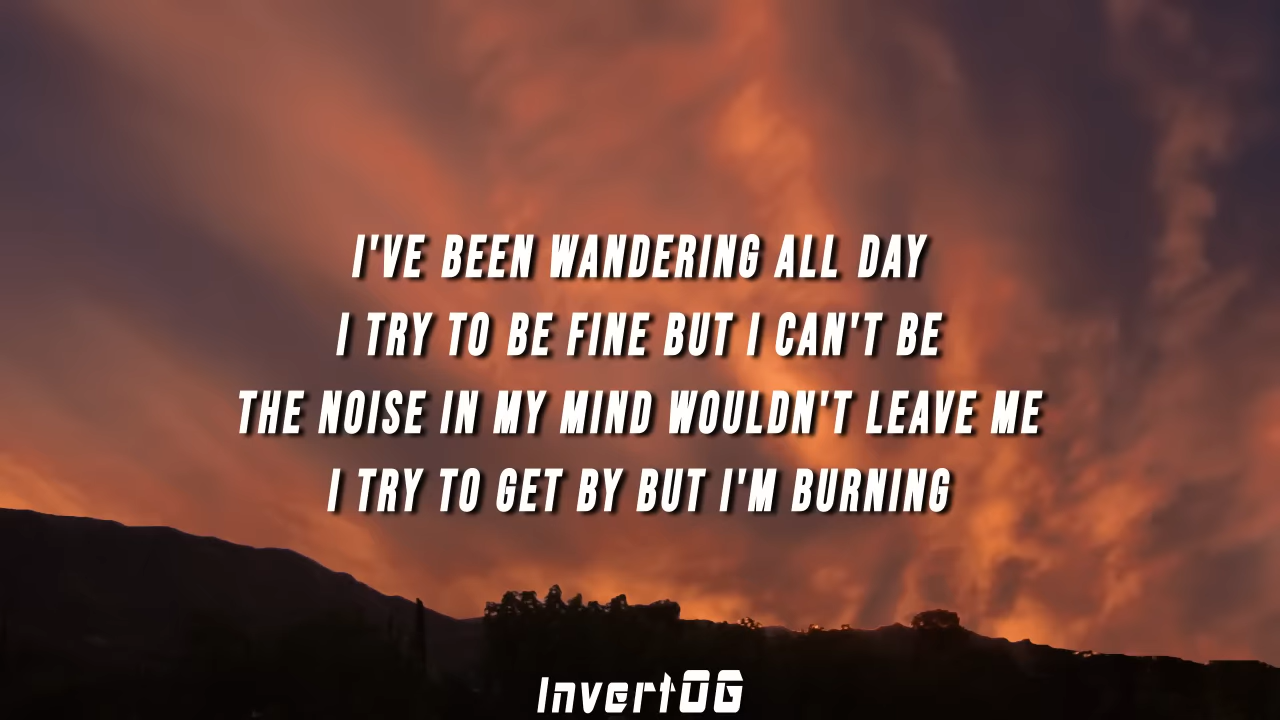 I'VE BEEN WANDERING ALL DAY
I TRY TO BE FINE BUT I CAN'T BE
THE NOISE IN MY MIND WOULDN'T LEAVE ME
I TRY TO GET BY BUT I'M BURNING
InvertOG